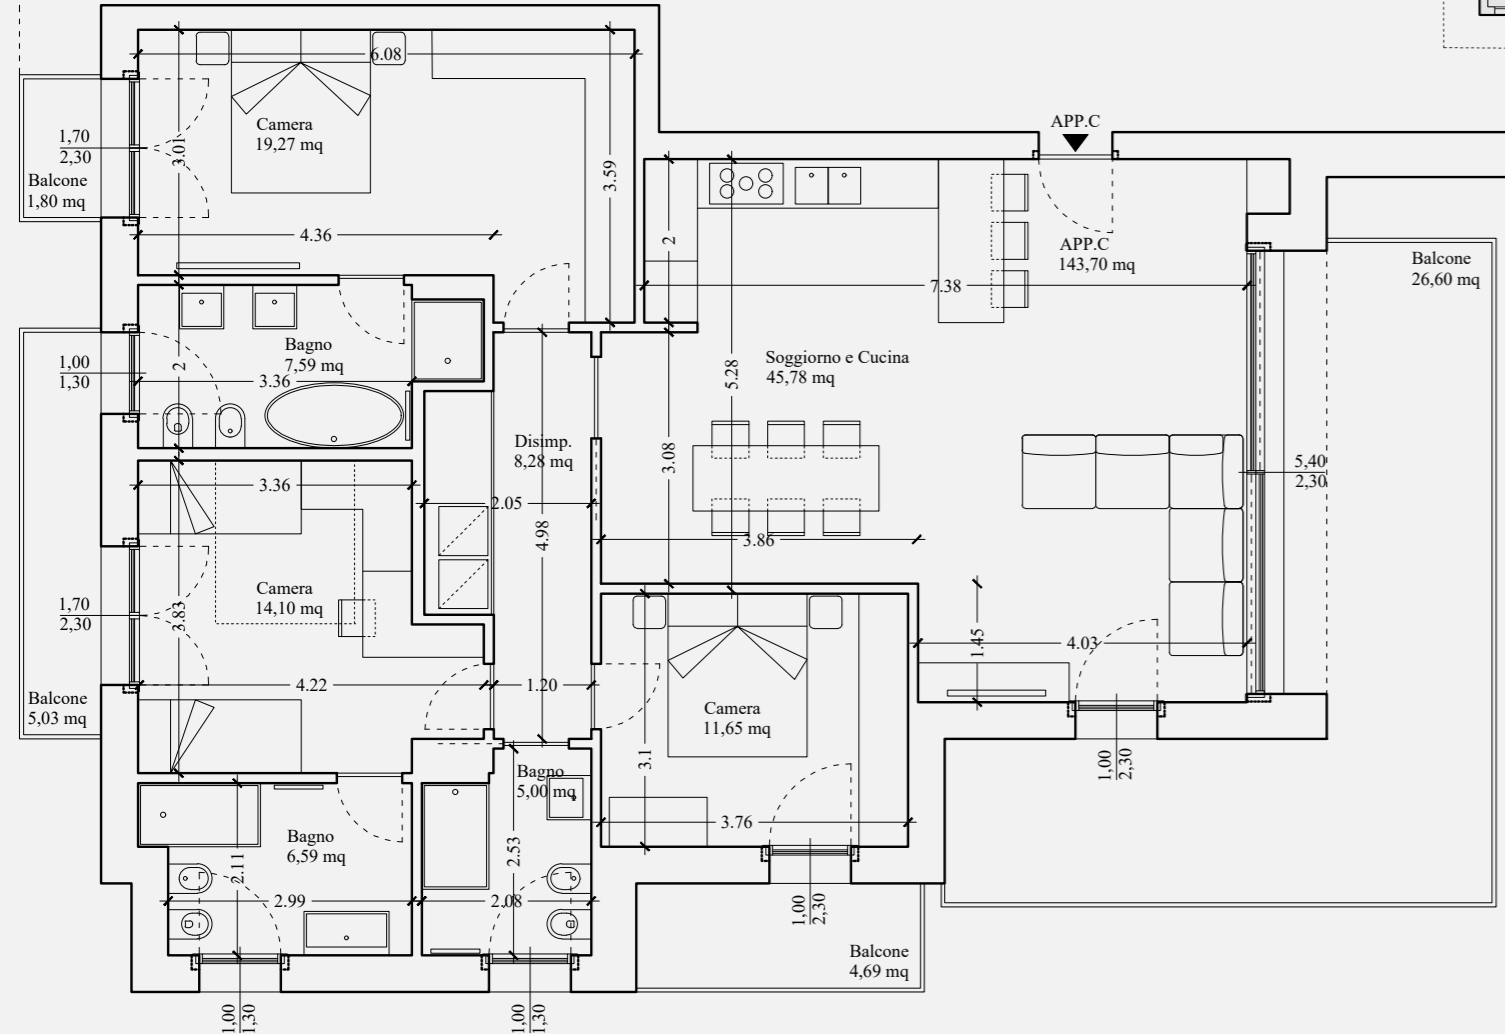 6.08
APP.C
Camera
19,27 mq
1,70
2,30
3.01
3.59
Balcone
1,80 mq
4.36
2
APP.C
143,70 mq
Balcone
26,60 mq
7.38
Bagno
7,59 mq
1,00
1,30
2
3.36
5.28
Soggiorno e Cucina
45,78 mq
Disimp.
8,28 mq
3.08
5,40
2,30
3.36
2.05
4.98
3.86
Camera
14,10 mq
1,70
2,30
3.83
1.45
4.03
4.22
1.20
Balcone
5,03 mq
Camera
11,65 mq
3.1
1,00
2,30
Bagno
5,00 mq
3.76
Bagno
6,59 mq
2.11
2.53
2.99
2.08
1,00
2,30
Balcone
4,69 mq
1,00
1,30
1,00
1,30